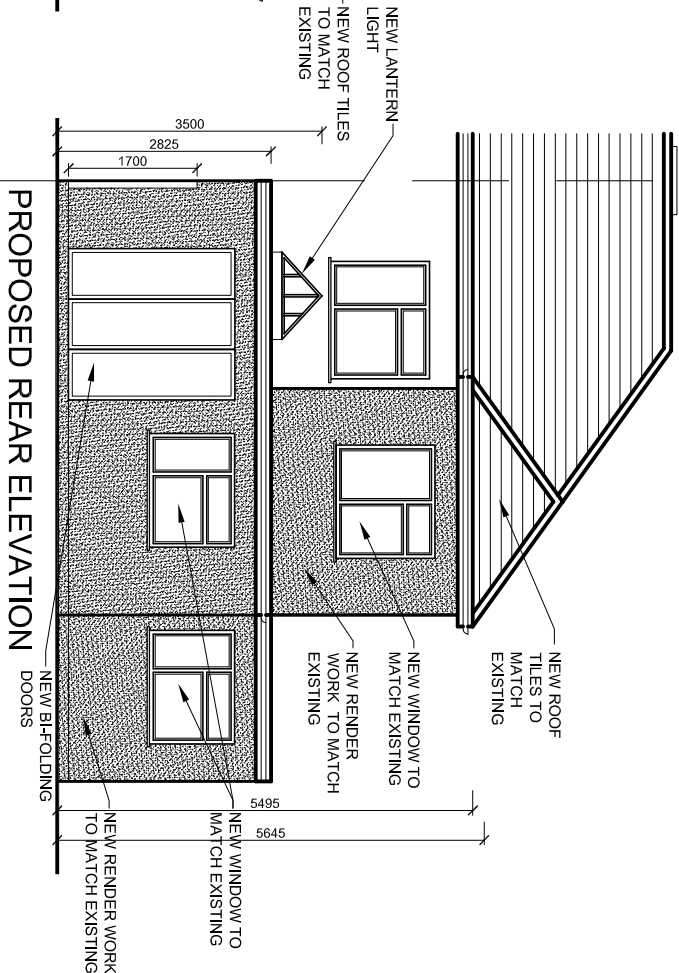 NEW LANTERN
LIGHT
NEW ROOF TILES
TO MATCH
EXISTING
3500
2825
1700
NEW ROOF
TILES TO
MATCH
EXISTING
NEW WINDOW TO
MATCH EXISTING
NEW RENDER
WORK TO MATCH
EXISTING
5495
5645
NEW WINDOW TO
MATCH EXISTING
NEW RENDER WORK
TO MATCH EXISTING
NEW BI-FOLDING
DOORS
PROPOSED REAR ELEVATION